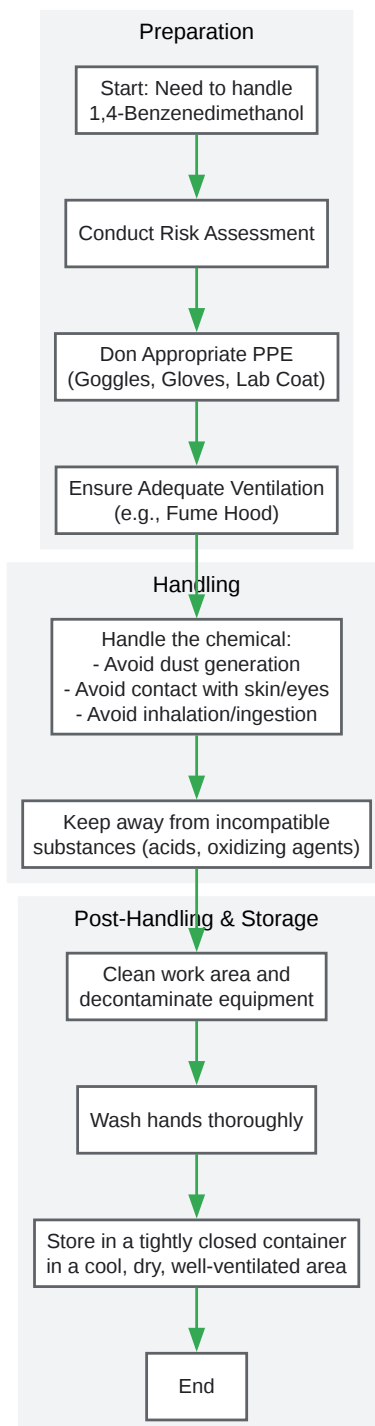 Preparation
Start: Need to handle
1,4-Benzenedimethanol
Conduct Risk Assessment
Don Appropriate PPE
(Goggles, Gloves, Lab Coat)
Ensure Adequate Ventilation
(e.g., Fume Hood)
Handling
Handle the chemical:
- Avoid dust generation
- Avoid contact with skin/eyes
- Avoid inhalation/ingestion
Keep away from incompatible
substances (acids, oxidizing agents)
Post-Handling & Storage
Clean work area and
decontaminate equipment
Wash hands thoroughly
Store in a tightly closed container
in a cool, dry, well-ventilated area
End